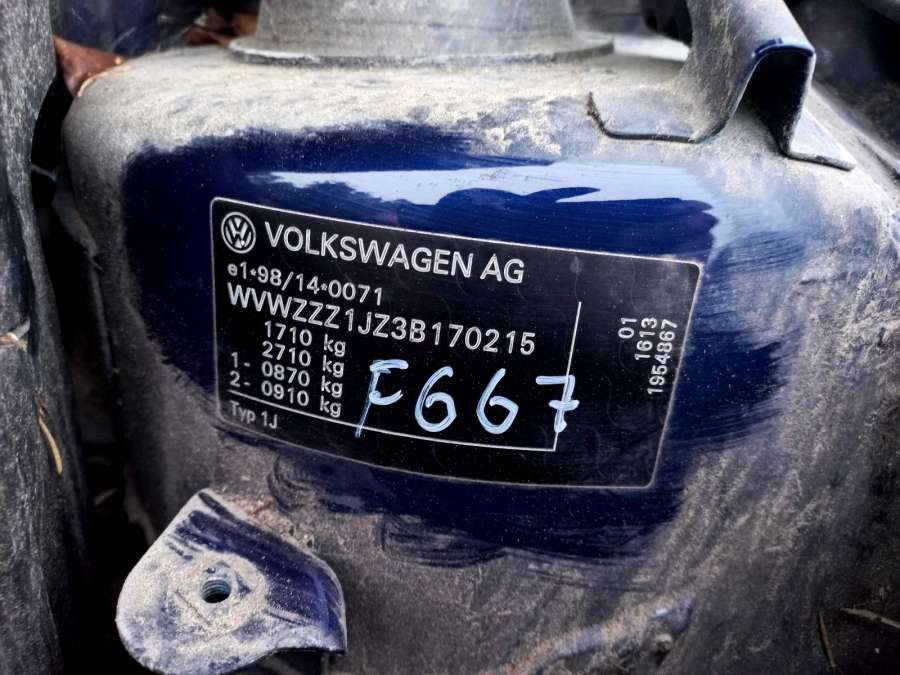 VOLKSWAGEN AG
e1*98/14*0071
WVWZZZ1JZ3B170215
1710 kg
2710 kg
1- 0870 kg
2- 0910 kg
Typ 1J
F667
01
1613
1954867